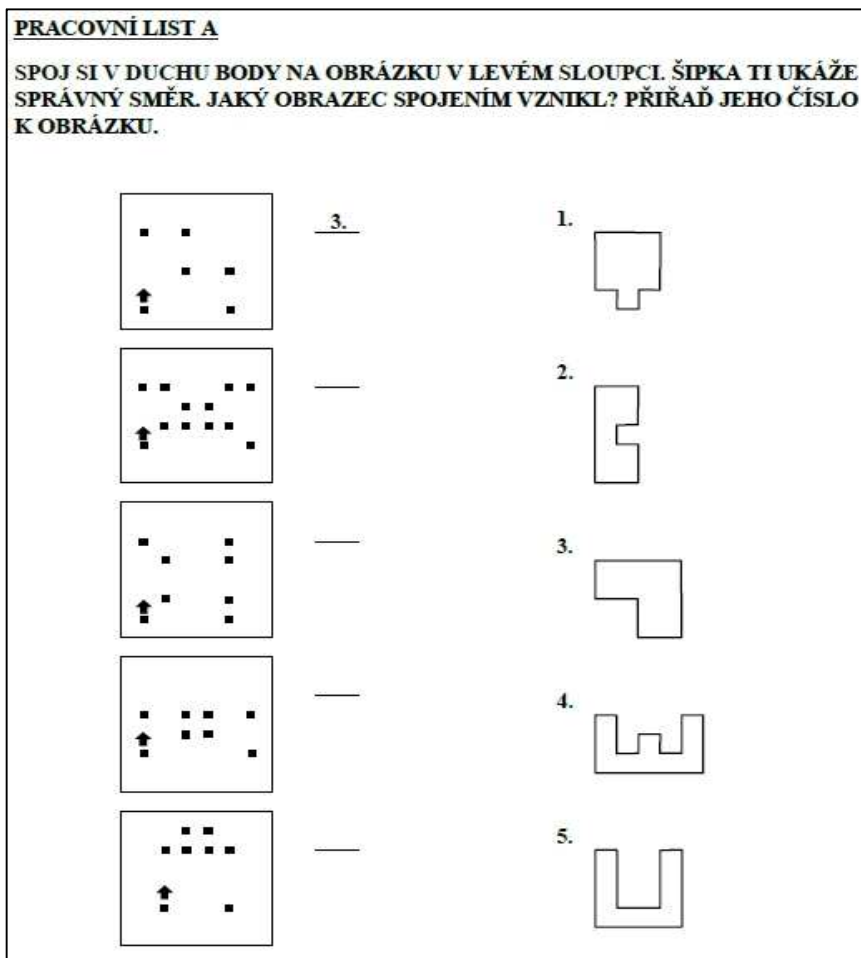 PRACOVNÍ LIST A
SPOJ SI V DUCHU BODY NA OBRÁZKU V LEVÉM SLOUPCI. ŠIPKA TI UKÁŽE
SPRÁVNÝ SMĚR. JAKÝ OBRAZEC SPOJENÍM VZNIKL? PŘIŘAĎ JEHO ČÍSLO
K OBRÁZKU.
3.
1.
2.
3.
4.
5.